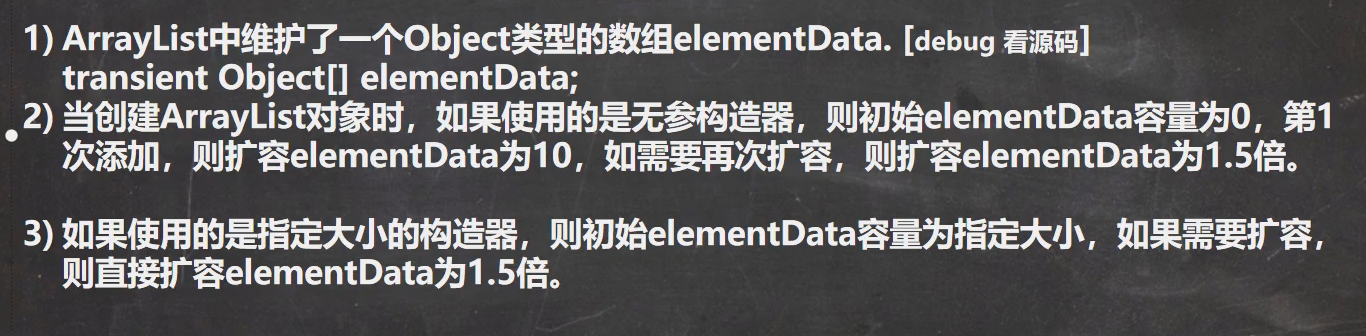 1) ArrayList中维护了一个Object类型的数组elementData. [debug 看源码]
transient Object[] elementData;
2) 当创建ArrayList对象时，如果使用的是无参构造器，则初始elementData容量为0，第1
次添加，则扩容elementData为10，如需要再次扩容，则扩容elementData为1.5倍。
3) 如果使用的是指定大小的构造器，则初始elementData容量为指定大小，如果需要扩容，
则直接扩容elementData为1.5倍。